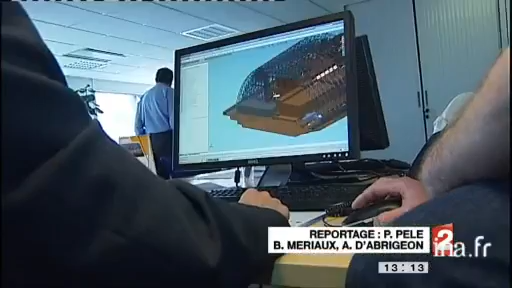 REPORTAGE : P. PELE
B. MERIAUX, A. D'ABRIGEON
2
ina.fr
13 13